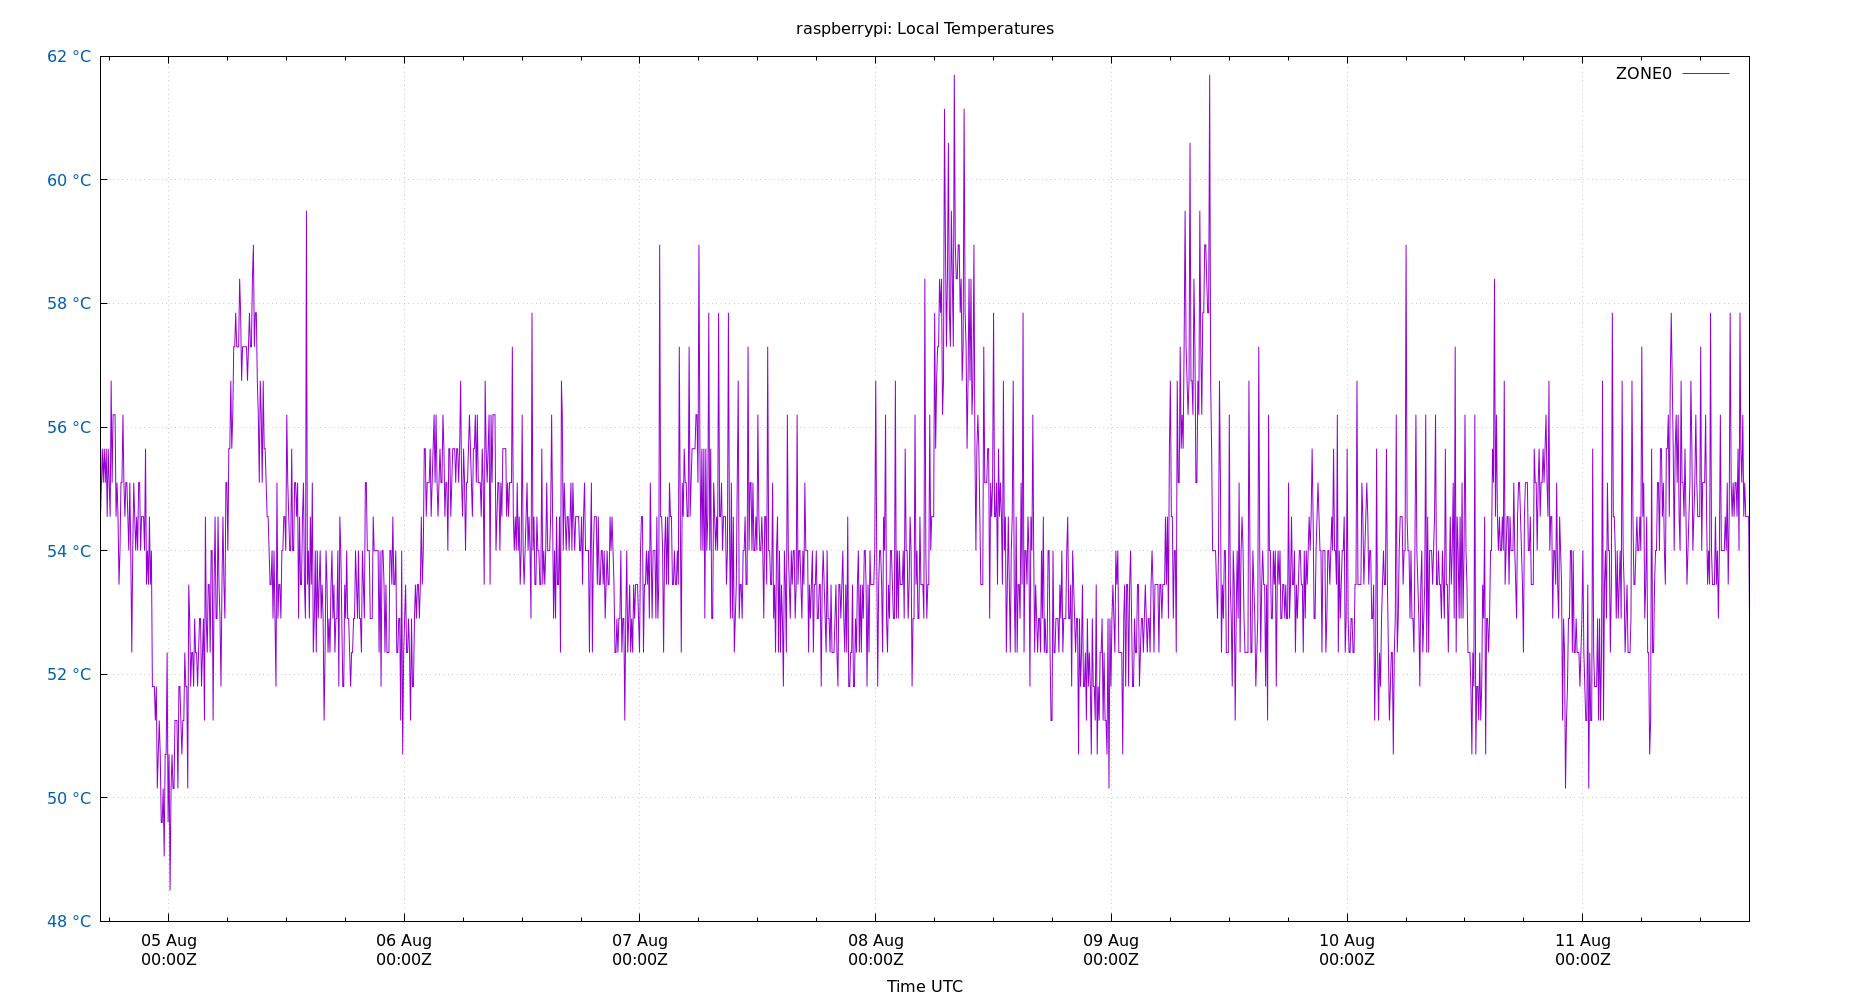 raspberrypi: Local Temperatures
ZONE0
62 °C
60 °C
58 °C
56 °C
54 °C
52 °C
50 °C
48 °C
05 Aug 06 Aug 07 Aug 08 Aug 09 Aug 10 Aug 11 Aug
00:00Z 00:00Z 00:00Z 00:00Z 00:00Z 00:00Z 00:00Z
Time UTC